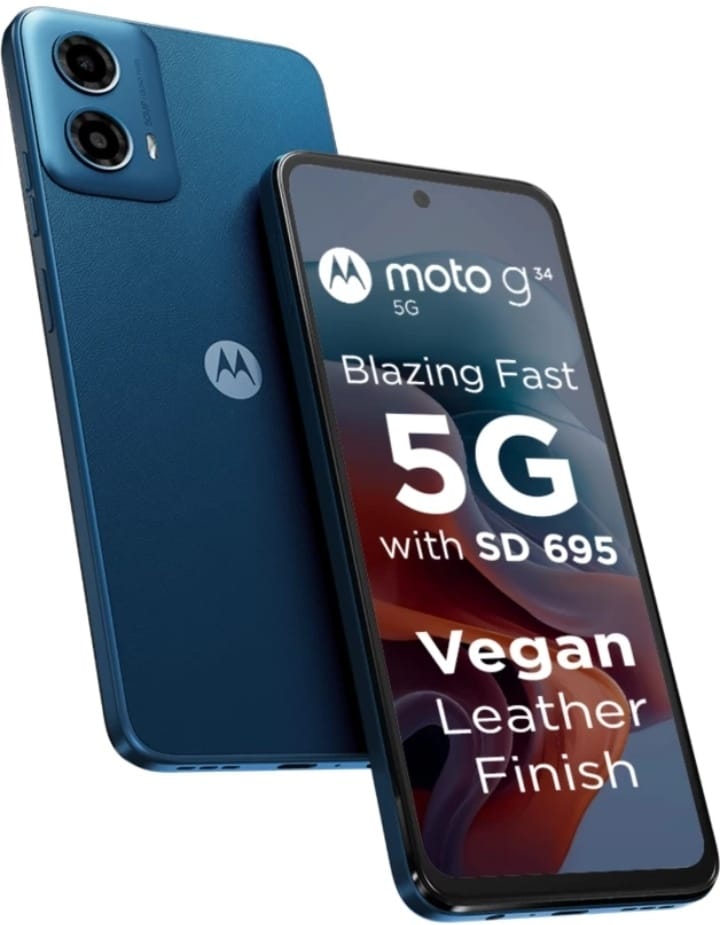 moto g34
5G
Blazing Fast
5G
with SD 695
Vegan
Leather
Finish